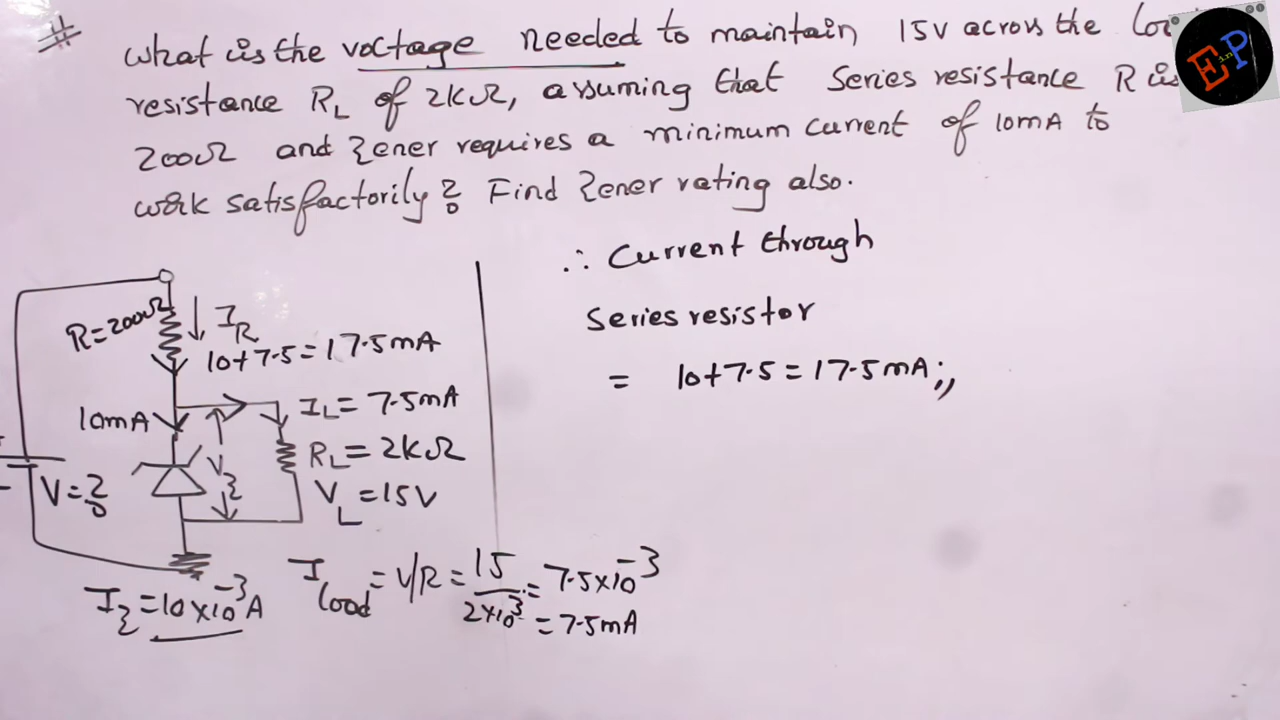 What is the voctage needed to maintain 15V across the
resistance RL of 2kΩ, assuming that Series resistance R is
200Ω and Zener requires a minimum current of 10mA to
work satisfactorily ? Find Zener rating also.
∴ Current through
Series resistor
= 10+7.5=17.5mA;,
R=200Ω
IR
10+7.5=17.5mA
10mA
IL=7.5mA
RL=2kΩ
VL=15V
VZ
V=?
IZ=10×10⁻³A
Iload=V/R=15/2×10³=7.5×10⁻³
=7.5mA
E in P